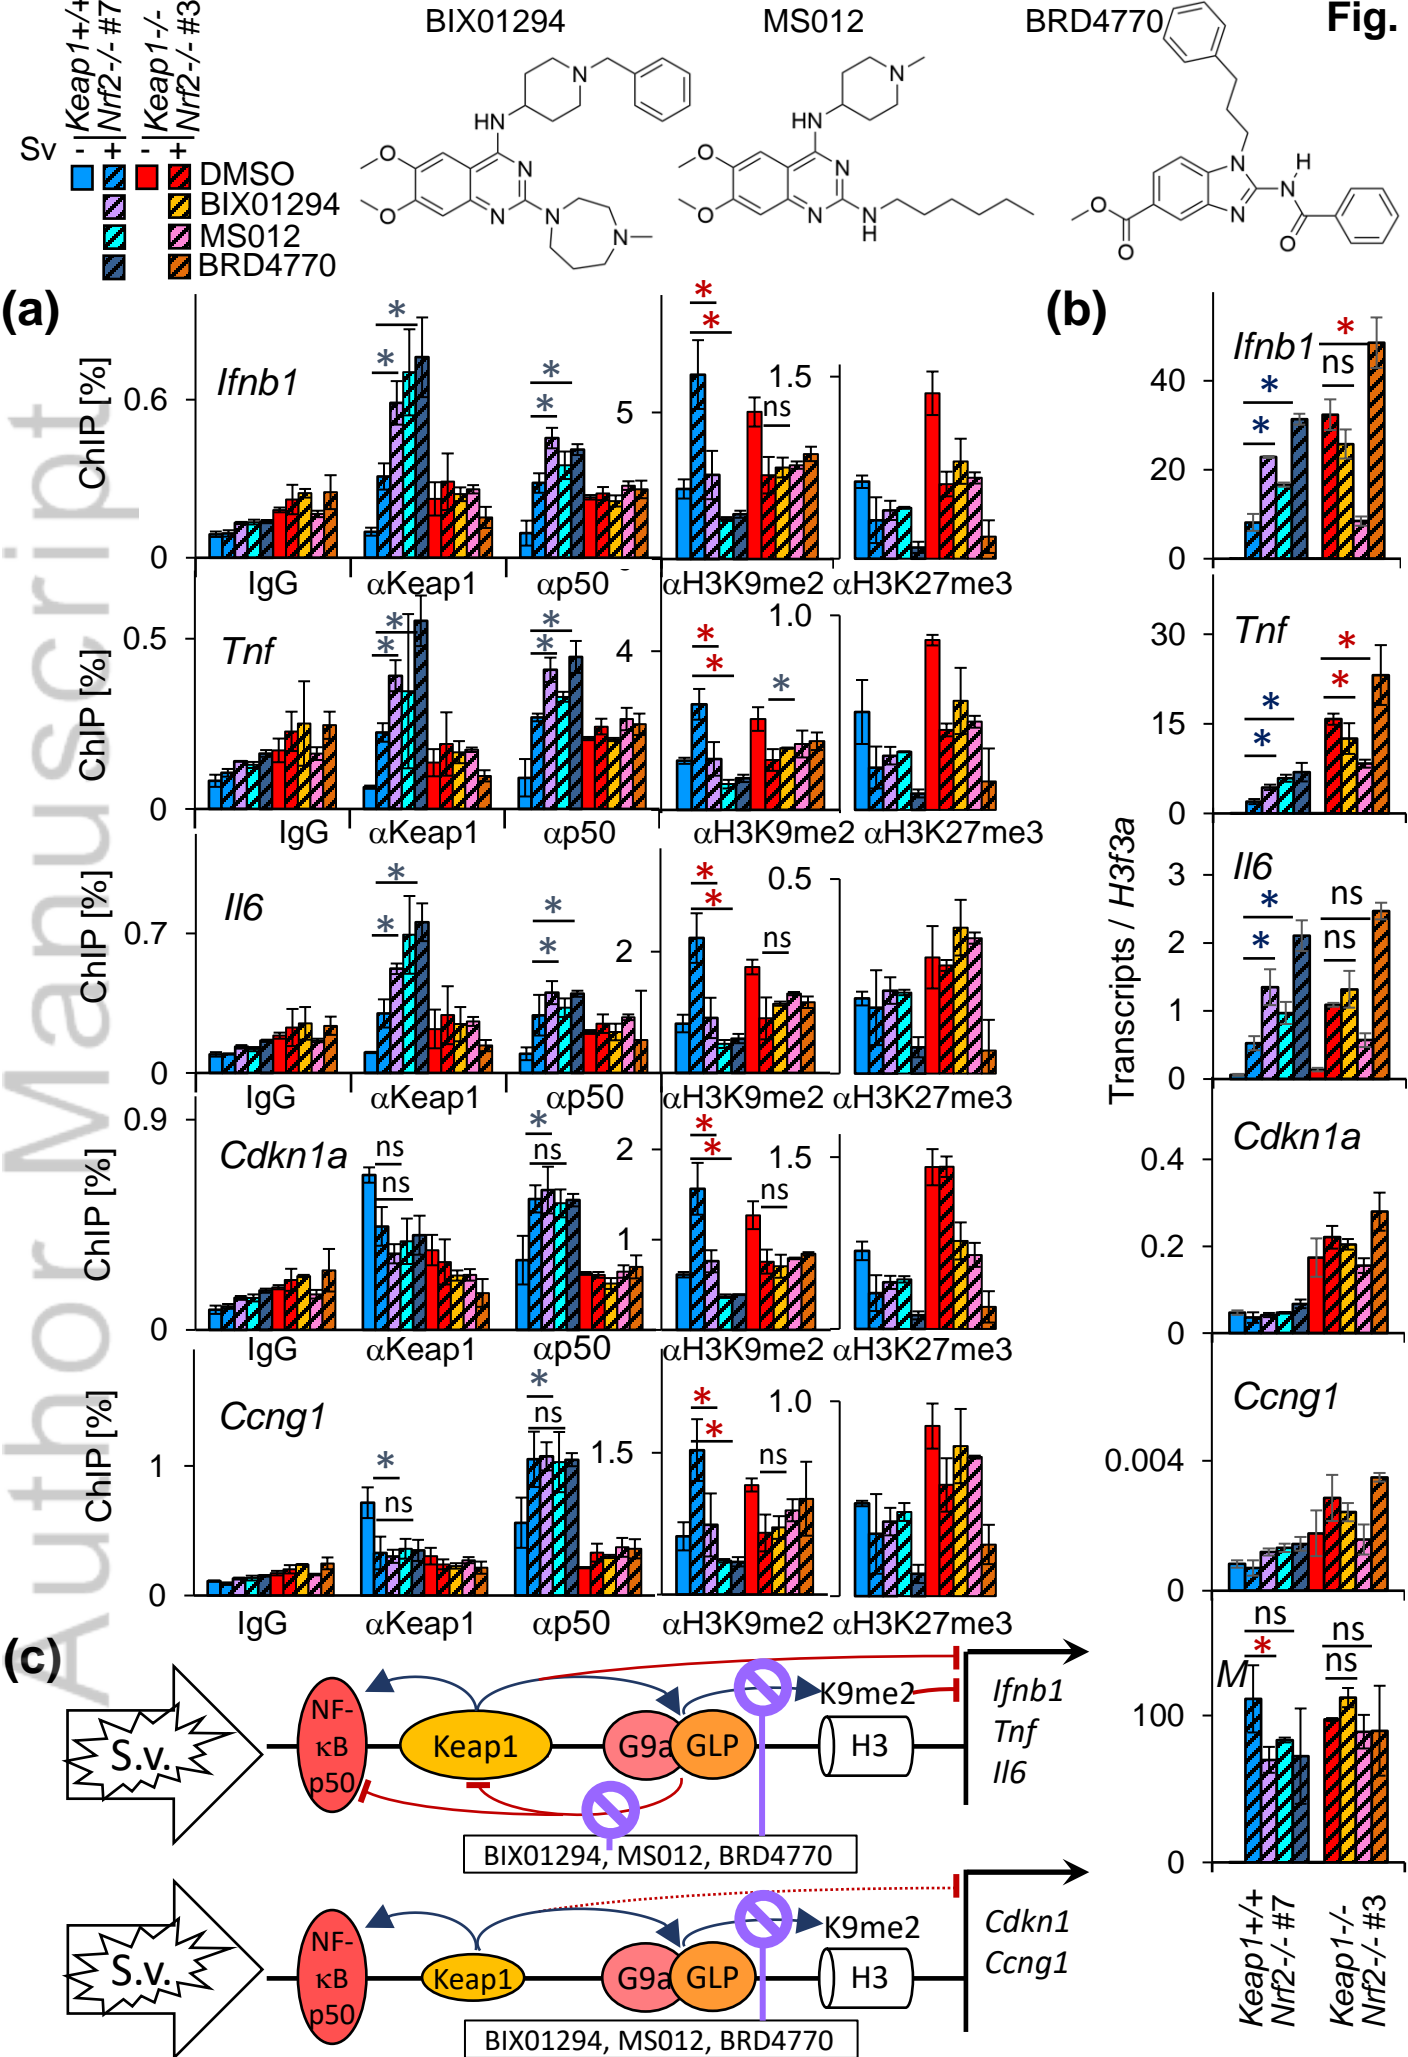 BIX01294 MS012 BRD4770 Fig.
Keap1+/+
Nrf2-/- #7
Keap1-/-
Nrf2-/- #3
Sv - + - +
DMSO
BIX01294
MS012
BRD4770
(a)
ChIP [%]
0.6
0
Ifnb1
* * * * * * ns
5
1.5
IgG αKeap1 αp50 αH3K9me2 αH3K27me3
ChIP [%]
0.5
0
Tnf
* * * * * * *
4
1.0
IgG αKeap1 αp50 αH3K9me2 αH3K27me3
ChIP [%]
0.7
0
Il6
* * * * * * ns
2
0.5
IgG αKeap1 αp50 αH3K9me2 αH3K27me3
ChIP [%]
0.9
0
Cdkn1a
ns ns * ns * * ns
2
1
1.5
IgG αKeap1 αp50 αH3K9me2 αH3K27me3
ChIP [%]
1
0
Ccng1
* ns * ns * * ns
1.5
1.0
IgG αKeap1 αp50 αH3K9me2 αH3K27me3
(b)
Transcripts / H3f3a
Ifnb1
40
20
0
* * * ns
Tnf
30
15
0
* * * *
Il6
3
2
1
0
* * ns ns
Cdkn1a
0.4
0.2
0
Ccng1
0.004
0
M
100
0
ns * ns ns
Keap1+/+
Nrf2-/- #7
Keap1-/-
Nrf2-/- #3
(c)
S.v.
NF-
κB
p50
Keap1
G9a GLP
K9me2
H3
Ifnb1
Tnf
Il6
BIX01294, MS012, BRD4770
S.v.
NF-
κB
p50
Keap1
G9a GLP
K9me2
H3
Cdkn1
Ccng1
BIX01294, MS012, BRD4770
Author Manuscript